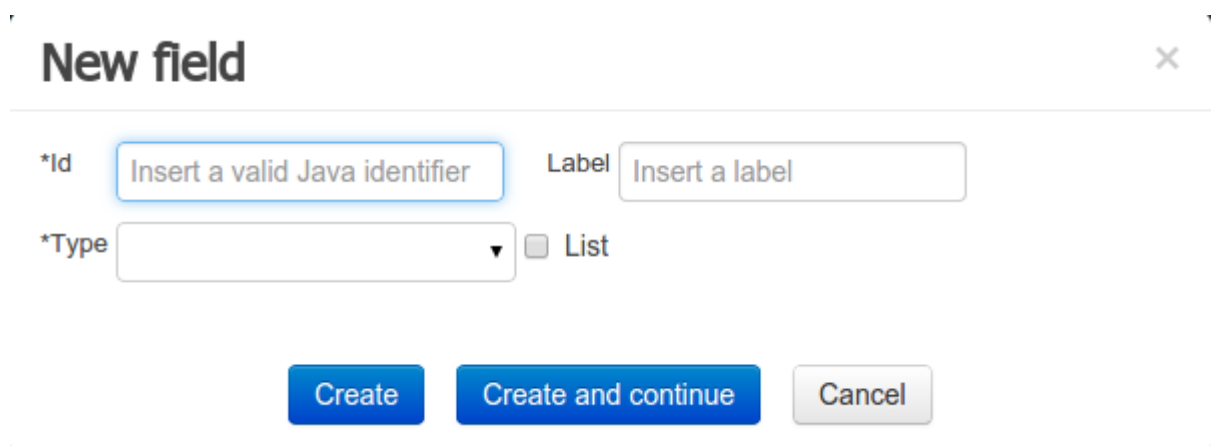 New field ×
*Id Insert a valid Java identifier Label Insert a label
*Type List
Create Create and continue Cancel